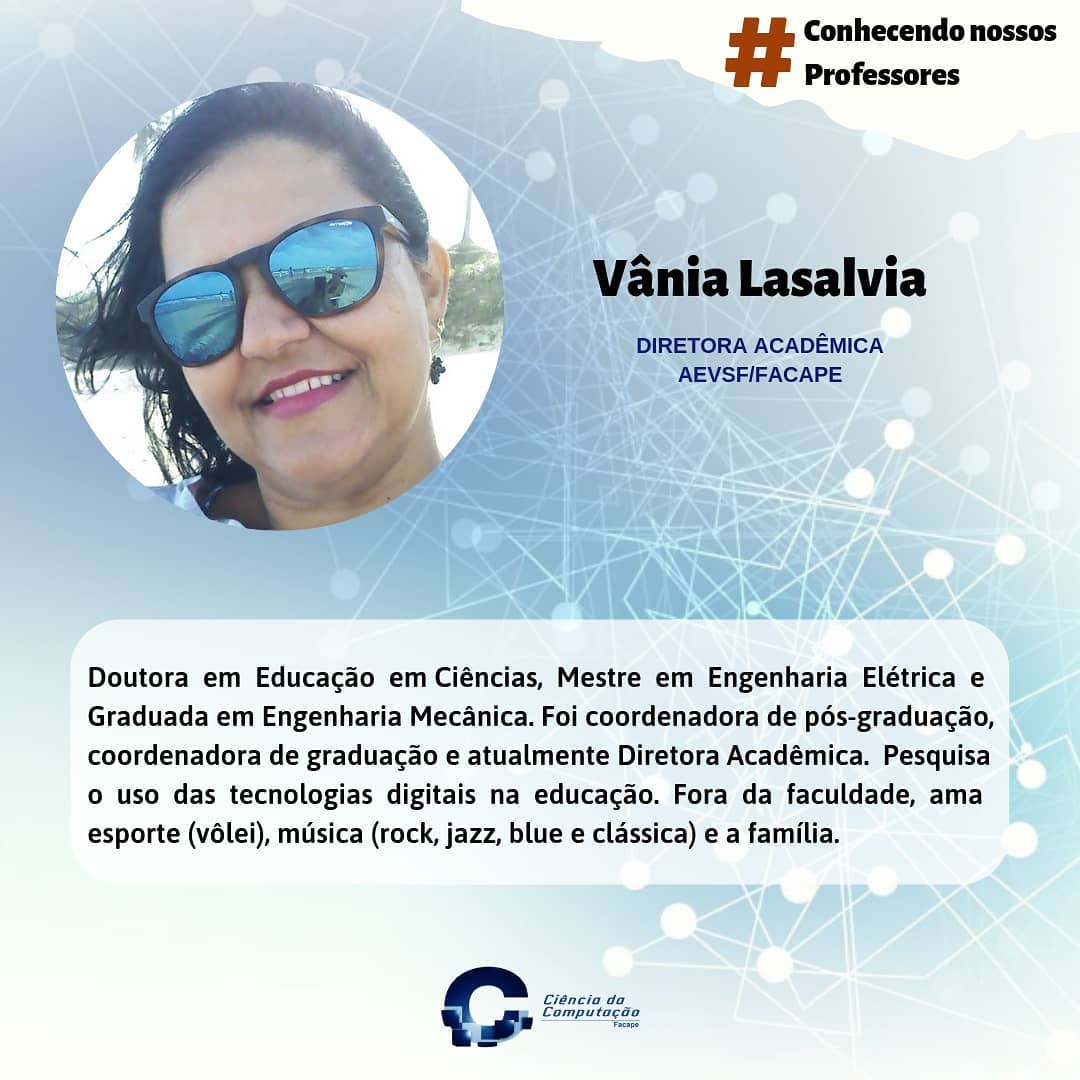 # Conhecendo nossos
Professores
Vânia Lasalvia
DIRETORA ACADÊMICA
AEVSF/FACAPE
Doutora em Educação em Ciências, Mestre em Engenharia Elétrica e
Graduada em Engenharia Mecânica. Foi coordenadora de pós-graduação,
coordenadora de graduação e atualmente Diretora Acadêmica. Pesquisa
o uso das tecnologias digitais na educação. Fora da faculdade, ama
esporte (vôlei), música (rock, jazz, blue e clássica) e a família.
Ciência da
Computação
Facape